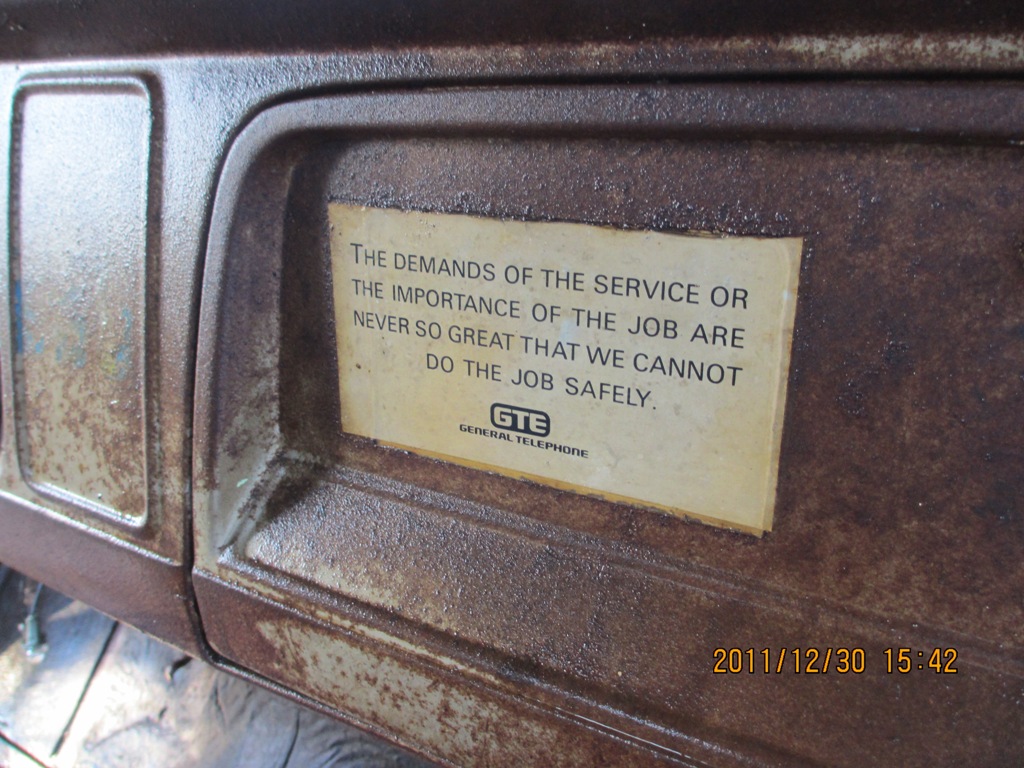 THE DEMANDS OF THE SERVICE OR
THE IMPORTANCE OF THE JOB ARE
NEVER SO GREAT THAT WE CANNOT
DO THE JOB SAFELY.
GTE
GENERAL TELEPHONE
2011/12/30 15:42